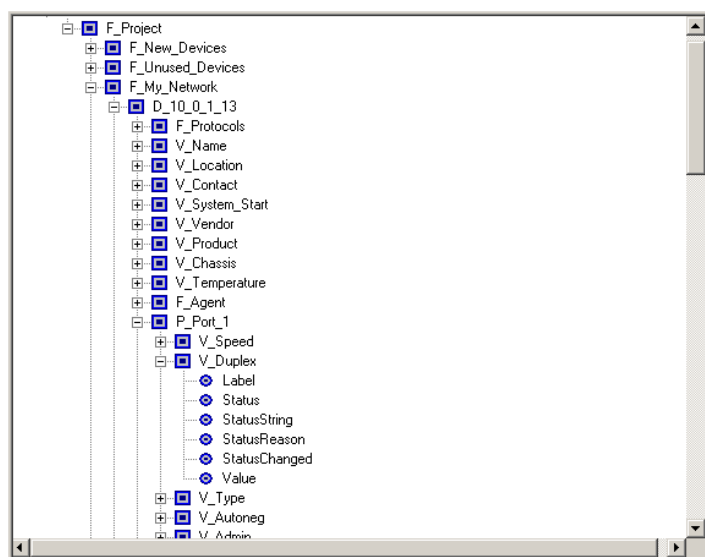 F_Project
F_New_Devices
F_Unused_Devices
F_My_Network
D_10_0_1_13
F_Protocols
V_Name
V_Location
V_Contact
V_System_Start
V_Vendor
V_Product
V_Chassis
V_Temperature
F_Agent
P_Port_1
V_Speed
V_Duplex
Label
Status
StatusString
StatusReason
StatusChanged
Value
V_Type
V_Autoneg
V_Admin